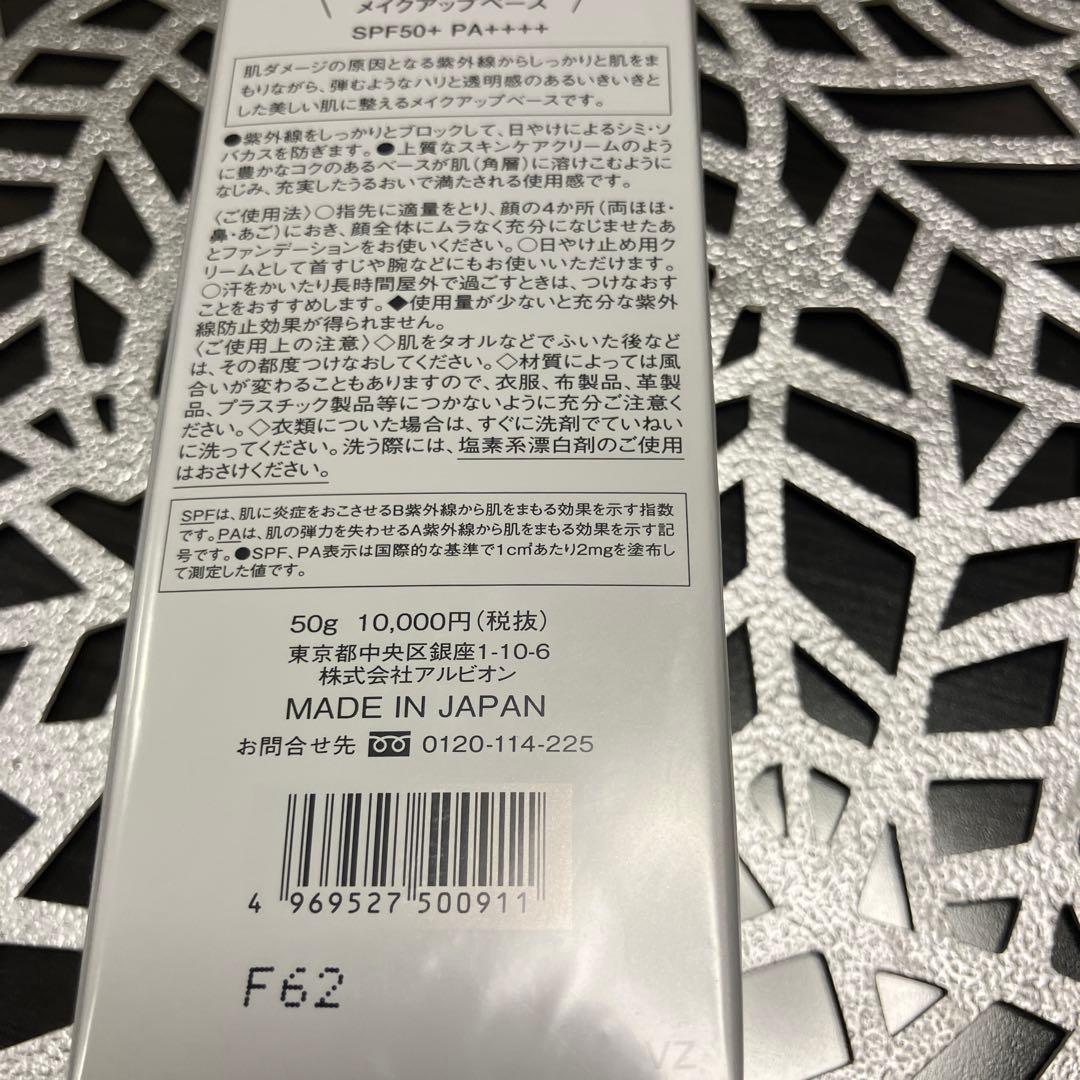 メイクアップベース
SPF50+ PA++++
肌ダメージの原因となる紫外線からしっかりと肌をま
もりながら、弾むようなハリと透明感のあるいきいきと
した美しい肌に整えるメイクアップベースです。
●紫外線をしっかりとブロックして、日やけによるシミ・ソ
バカスを防ぎます。●上質なスキンケアクリームのよう
に豊かなコクのあるベースが肌(角層)に溶けこむように
なじみ、充実したうるおいで満たされる使用感です。
〈ご使用法〉○指先に適量をとり、顔の4か所(両ほほ・
鼻・あご)におき、顔全体にムラなく充分になじませたあ
とファンデーションをお使いください。○日やけ止め用ク
リームとして首すじや腕などにもお使いいただけます。
○汗をかいたり長時間屋外で過ごすときは、つけなおす
ことをおすすめします。◆使用量が少ないと充分な紫外
線防止効果が得られません。
〈ご使用上の注意〉◇肌をタオルなどでふいた後など
は、その都度つけなおしてください。◇材質によっては風
合いが変わることもありますので、衣服、布製品、革製
品、プラスチック製品等につかないように充分ご注意く
ださい。◇衣類についた場合は、すぐに洗剤でていねい
に洗ってください。洗う際には、塩素系漂白剤のご使用
はおさけください。
SPFは、肌に炎症をおこさせるB紫外線から肌をまもる効果を示す指数
です。PAは、肌の弾力を失わせるA紫外線から肌をまもる効果を示す記
号です。●SPF、PA表示は国際的な基準で1c㎡あたり2mgを塗布し
て測定した値です。
50g 10,000円(税抜)
東京都中央区銀座1-10-6
株式会社アルビオン
MADE IN JAPAN
お問合せ先 0120-114-225
4 969527 500911
F62
VZ